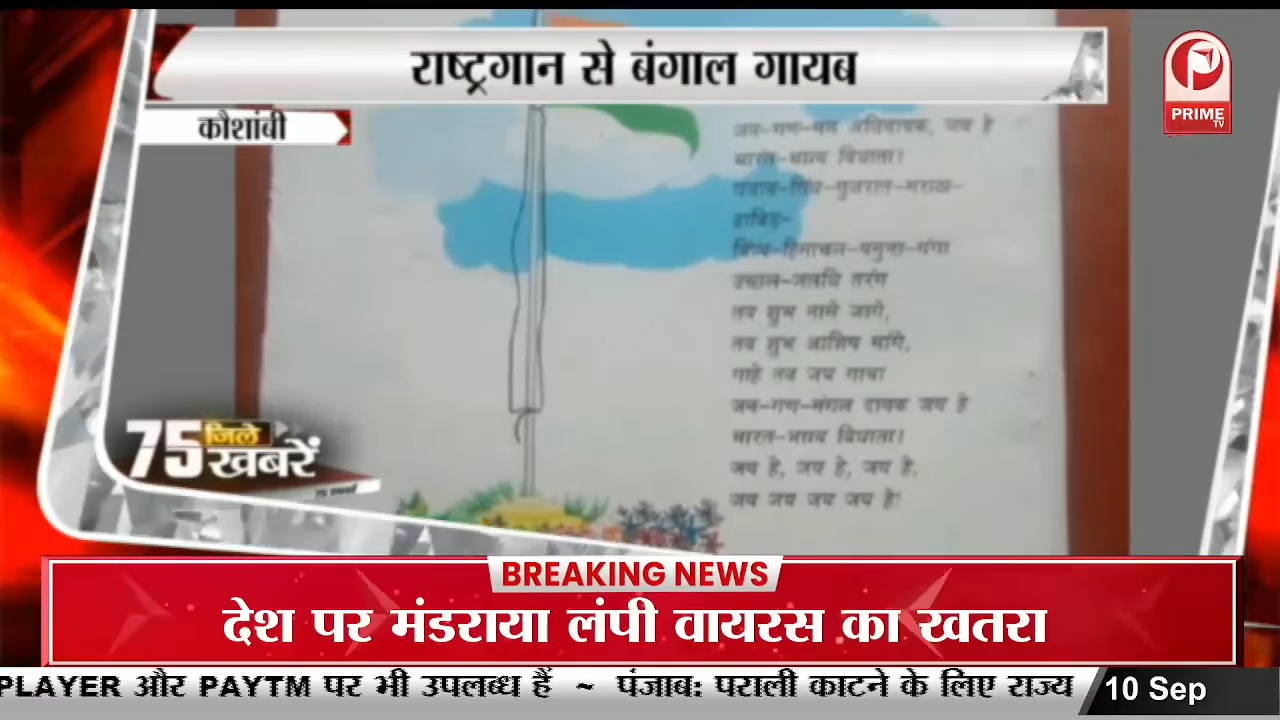 राष्ट्रगान से बंगाल गायब
PRIME
TV
कौशांबी
जन-गण-मन अधिनायक, जय हे
भारत-भाग्य विधाता।
पंजाब-सिंध-गुजरात-मराठा-
द्राविड़-
विंध्य-हिमाचल-यमुना-गंगा
उच्छल-जलधि तरंग
तव शुभ नामे जागे,
तव शुभ आशिष मांगे,
गाहे तव जय गाथा
जन-गण-मंगल दायक जय हे
भारत-भाग्य विधाता।
जय हे, जय हे, जय हे,
जय जय जय जय हे!
75 जिले
खबरें
BREAKING NEWS
देश पर मंडराया लंपी वायरस का खतरा
PLAYER और PAYTM पर भी उपलब्ध हैं ~ पंजाब: पराली काटने के लिए राज्य
10 Sep